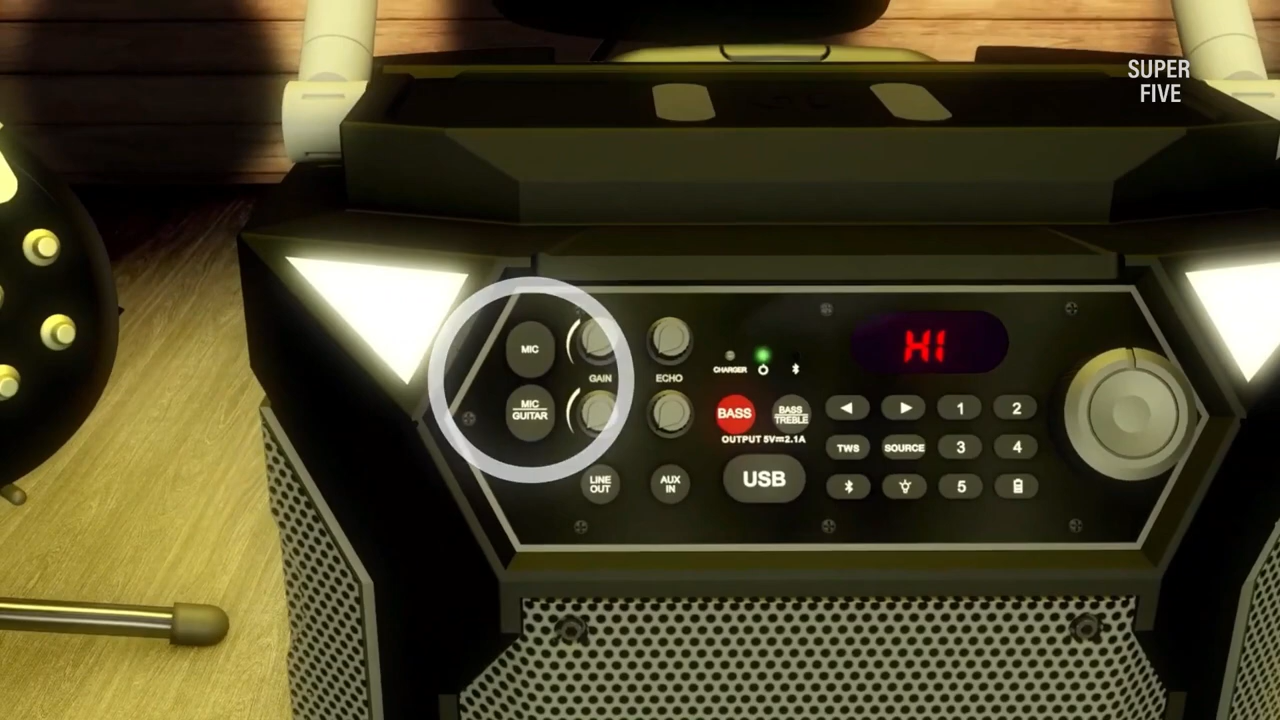 SUPER
FIVE
HI
MIC
GAIN
ECHO
CHARGER
MIC
GUITAR
BASS
BASS
TREBLE
1
2
OUTPUT 5V=2.1A
TWS
SOURCE
3
4
LINE
OUT
AUX
IN
USB
5